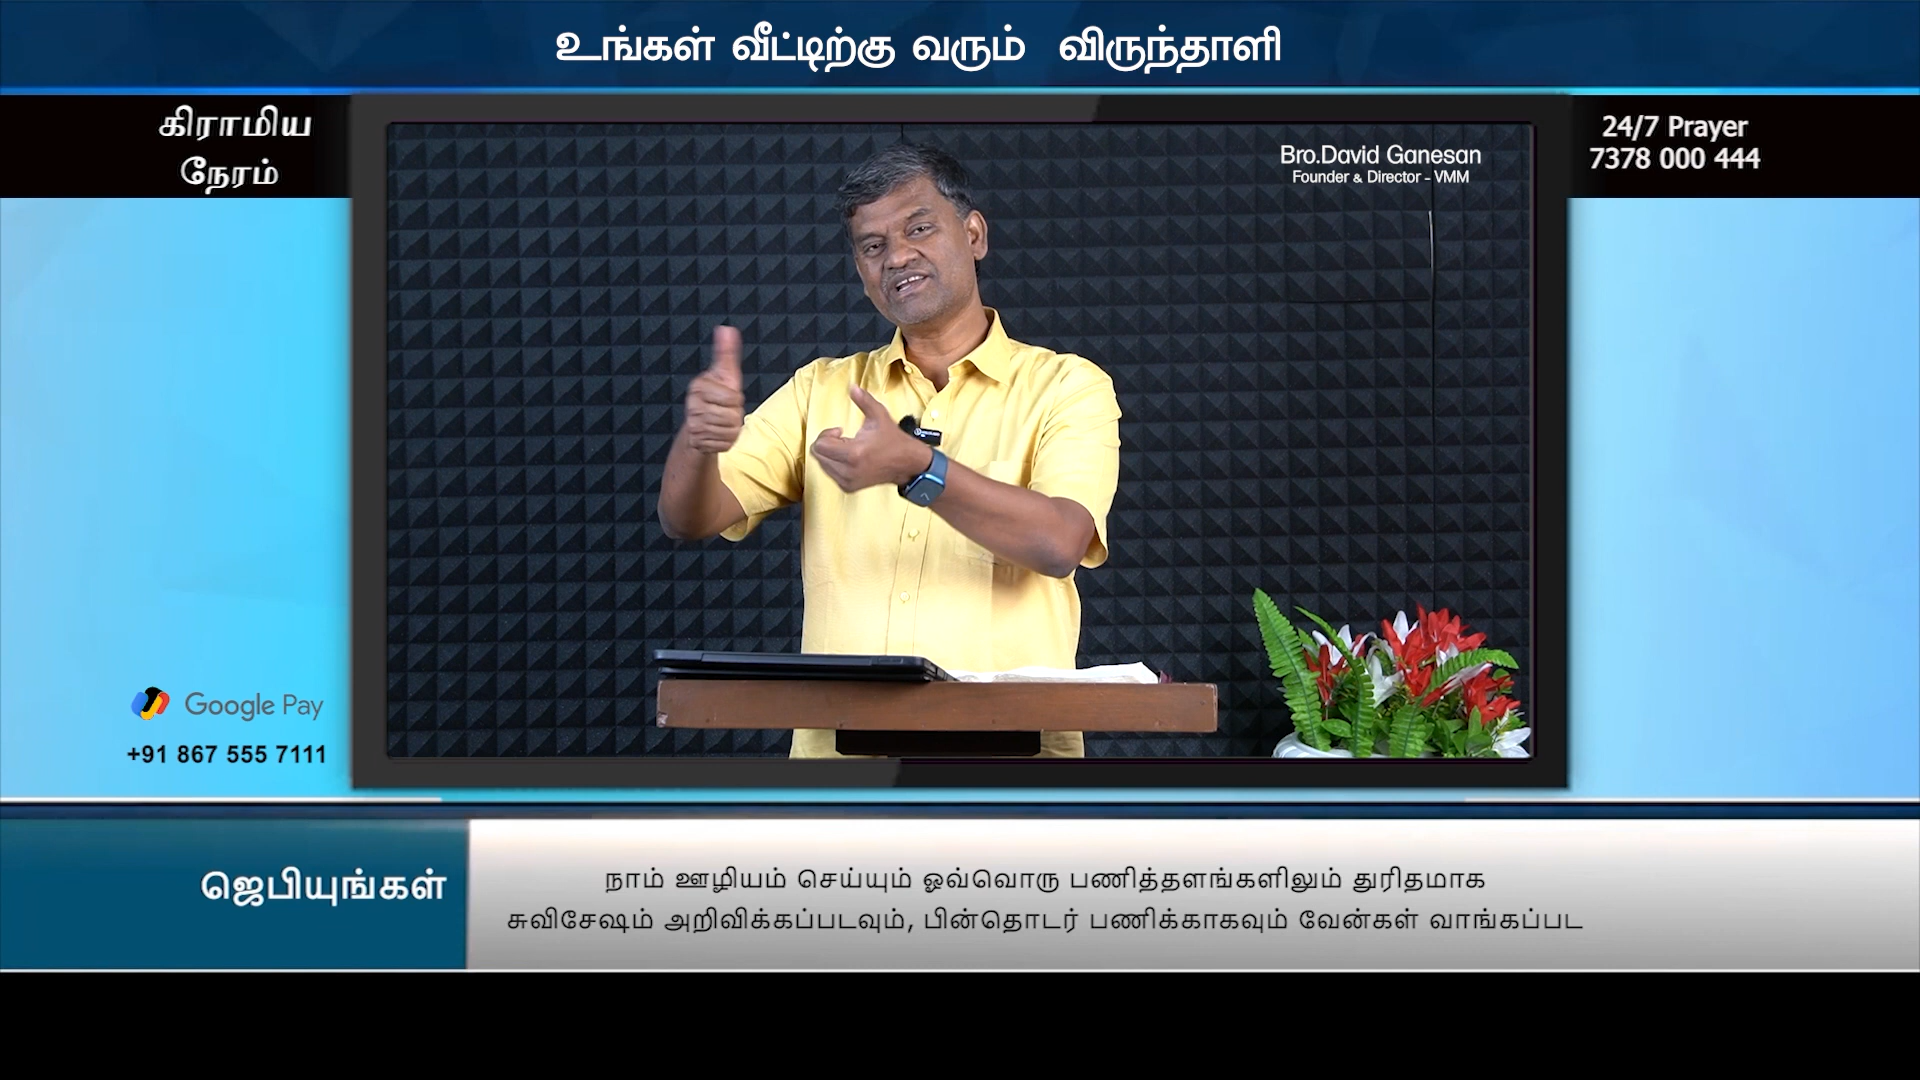 உங்கள் வீட்டிற்கு வரும் விருந்தாளி
கிராமிய
நேரம்
24/7 Prayer
7378 000 444
Bro.David Ganesan
Founder & Director - VMM
Google Pay
+91 867 555 7111
ஜெபியுங்கள்
நாம் ஊழியம் செய்யும் ஒவ்வொரு பணித்தளங்களிலும் துரிதமாக
சுவிசேஷம் அறிவிக்கப்படவும், பின்தொடர் பணிக்காகவும் வேன்கள் வாங்கப்பட